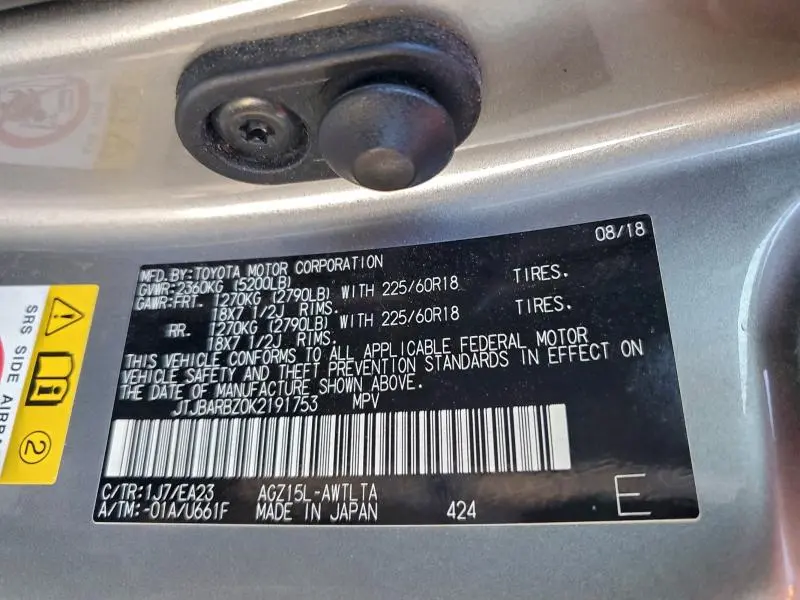 08/18
MFD.BY:TOYOTA MOTOR CORPORATION
GVWR:2360KG (5200LB)
GAWR:FRT. 1270KG (2790LB) WITH 225/60R18 TIRES.
18X7 1/2J RIMS.
RR. 1270KG (2790LB) WITH 225/60R18 TIRES.
18X7 1/2J RIMS.
THIS VEHICLE CONFORMS TO ALL APPLICABLE FEDERAL MOTOR
VEHICLE SAFETY AND THEFT PREVENTION STANDARDS IN EFFECT ON
THE DATE OF MANUFACTURE SHOWN ABOVE.
JTJBARBZ0K2191753 MPV
C/TR:1J7/EA23 AGZ15L-AWTLTA
A/TM:-01A/U661F MADE IN JAPAN 424 E
SRS SIDE AIRBA
2